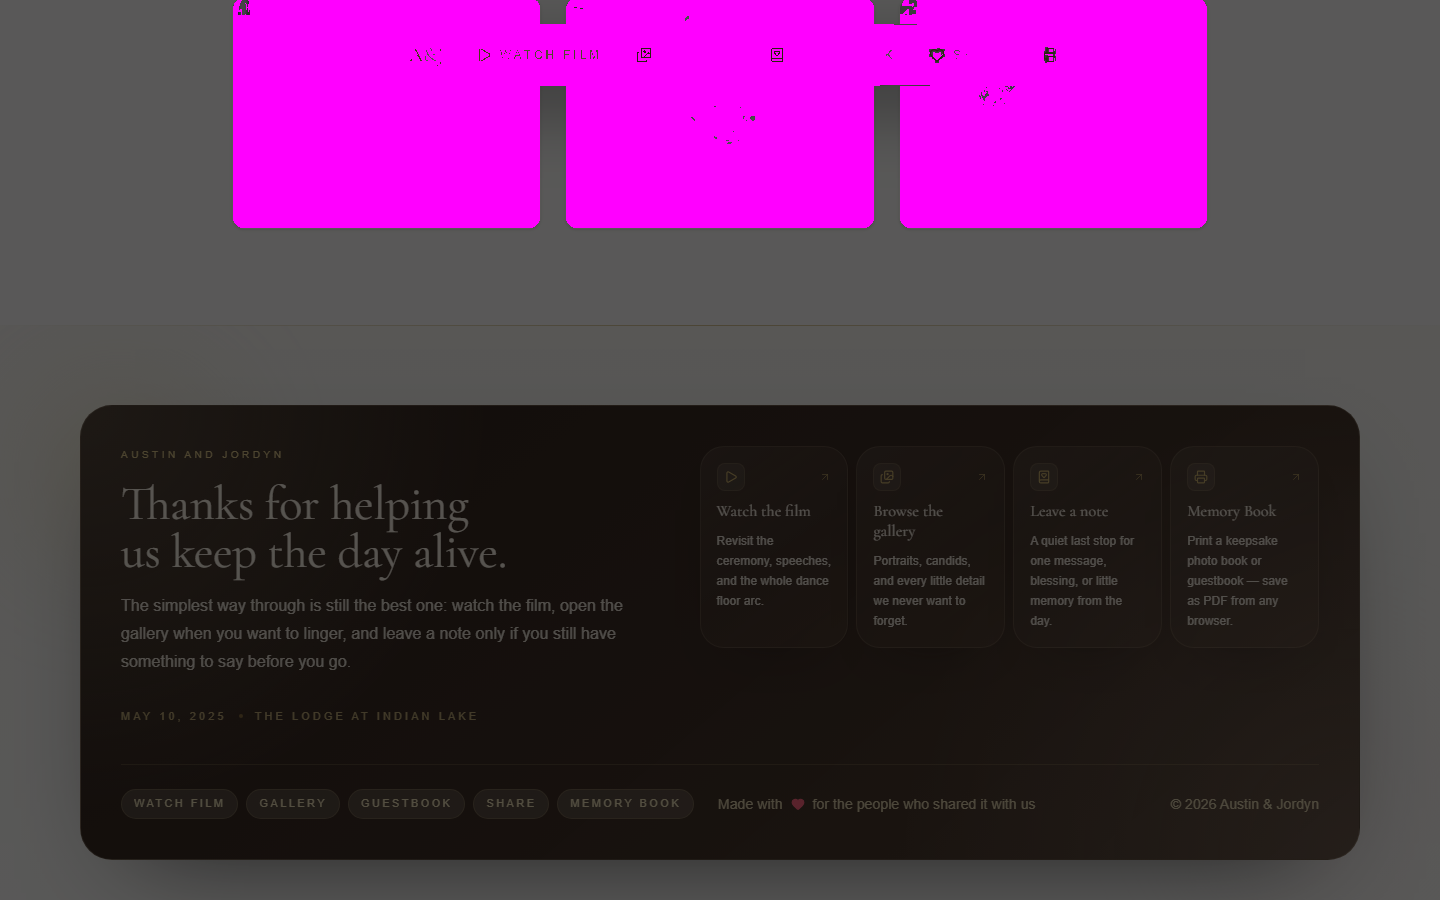 WATCH FILM
AUSTIN AND JORDYN
Thanks for helping
us keep the day alive.
The simplest way through is still the best one: watch the film, open the
gallery when you want to linger, and leave a note only if you still have
something to say before you go.
MAY 10, 2025 • THE LODGE AT INDIAN LAKE
Watch the film
Revisit the
ceremony, speeches,
and the whole dance
floor arc.
Browse the
gallery
Portraits, candids,
and every little detail
we never want to
forget.
Leave a note
A quiet last stop for
one message,
blessing, or little
memory from the
day.
Memory Book
Print a keepsake
photo book or
guestbook — save
as PDF from any
browser.
WATCH FILM
GALLERY
GUESTBOOK
SHARE
MEMORY BOOK
Made with ♥ for the people who shared it with us
© 2026 Austin & Jordyn